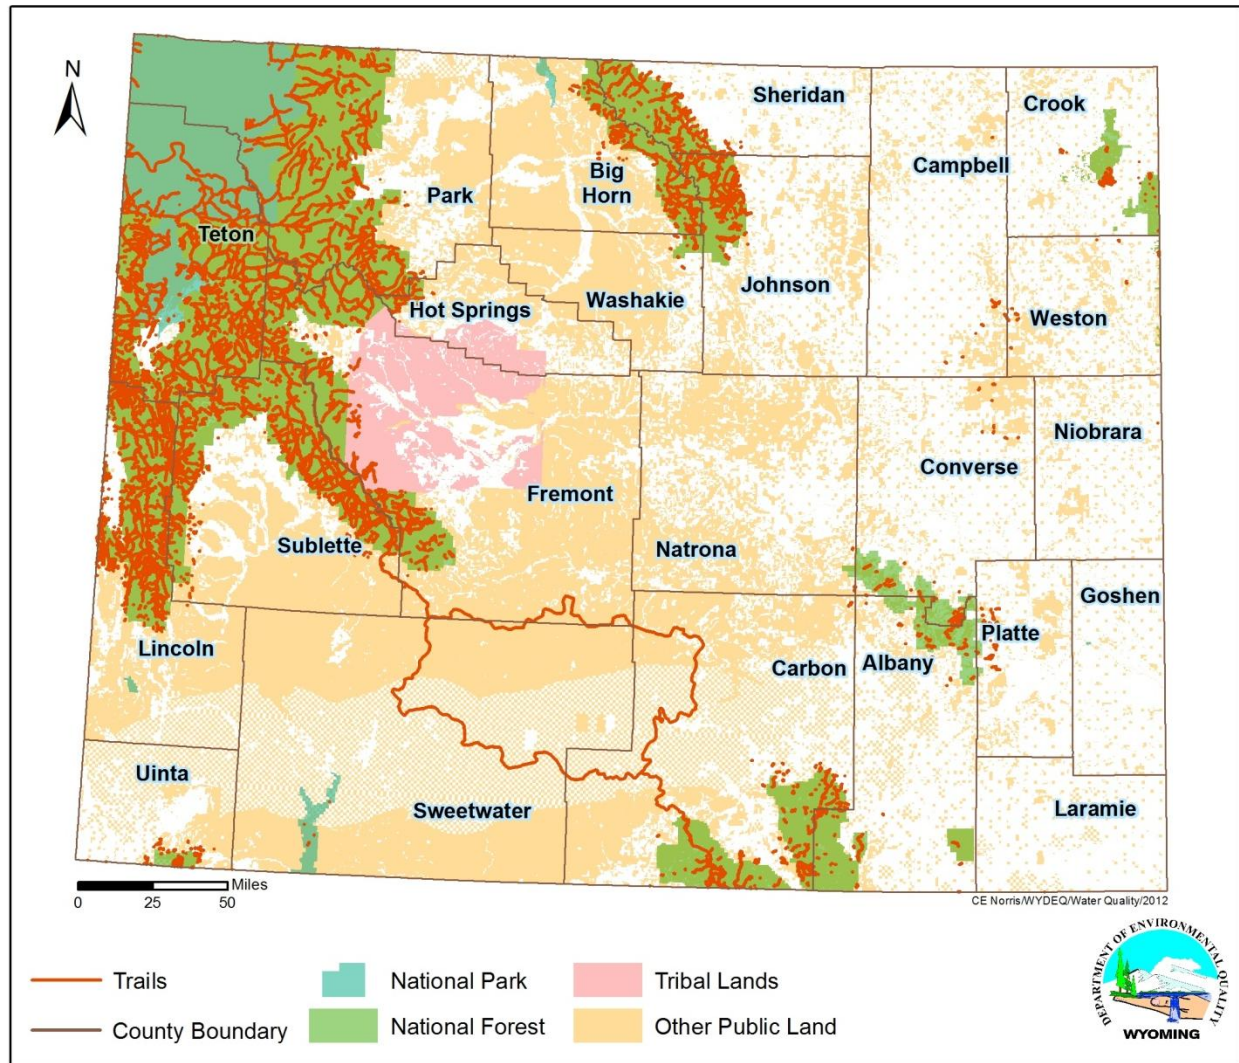 N
Sheridan
Crook
Campbell
Big
Horn
Park
Teton
Johnson
Washakie
Hot Springs
Weston
Niobrara
Converse
Fremont
Natrona
Sublette
Goshen
Platte
Lincoln
Carbon
Albany
Uinta
Sweetwater
Laramie
Miles
0 25 50
CE Norris/WYDEQ/Water Quality/2012
Trails
County Boundary
National Park
National Forest
Tribal Lands
Other Public Land
DEPARTMENT OF ENVIRONMENTAL QUALITY
WYOMING